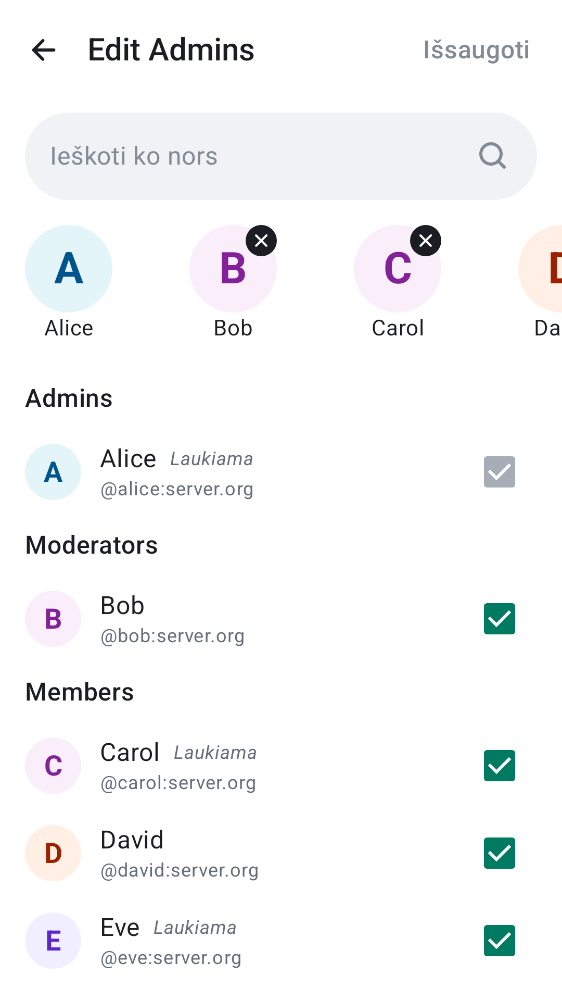 Edit Admins
Išsaugoti
Ieškoti ko nors
A B C D
Alice Bob Carol Da
Admins
A
Alice Laukiama
@alice:server.org
Moderators
B
Bob
@bob:server.org
Members
C
Carol Laukiama
@carol:server.org
D
David
@david:server.org
E
Eve Laukiama
@eve:server.org